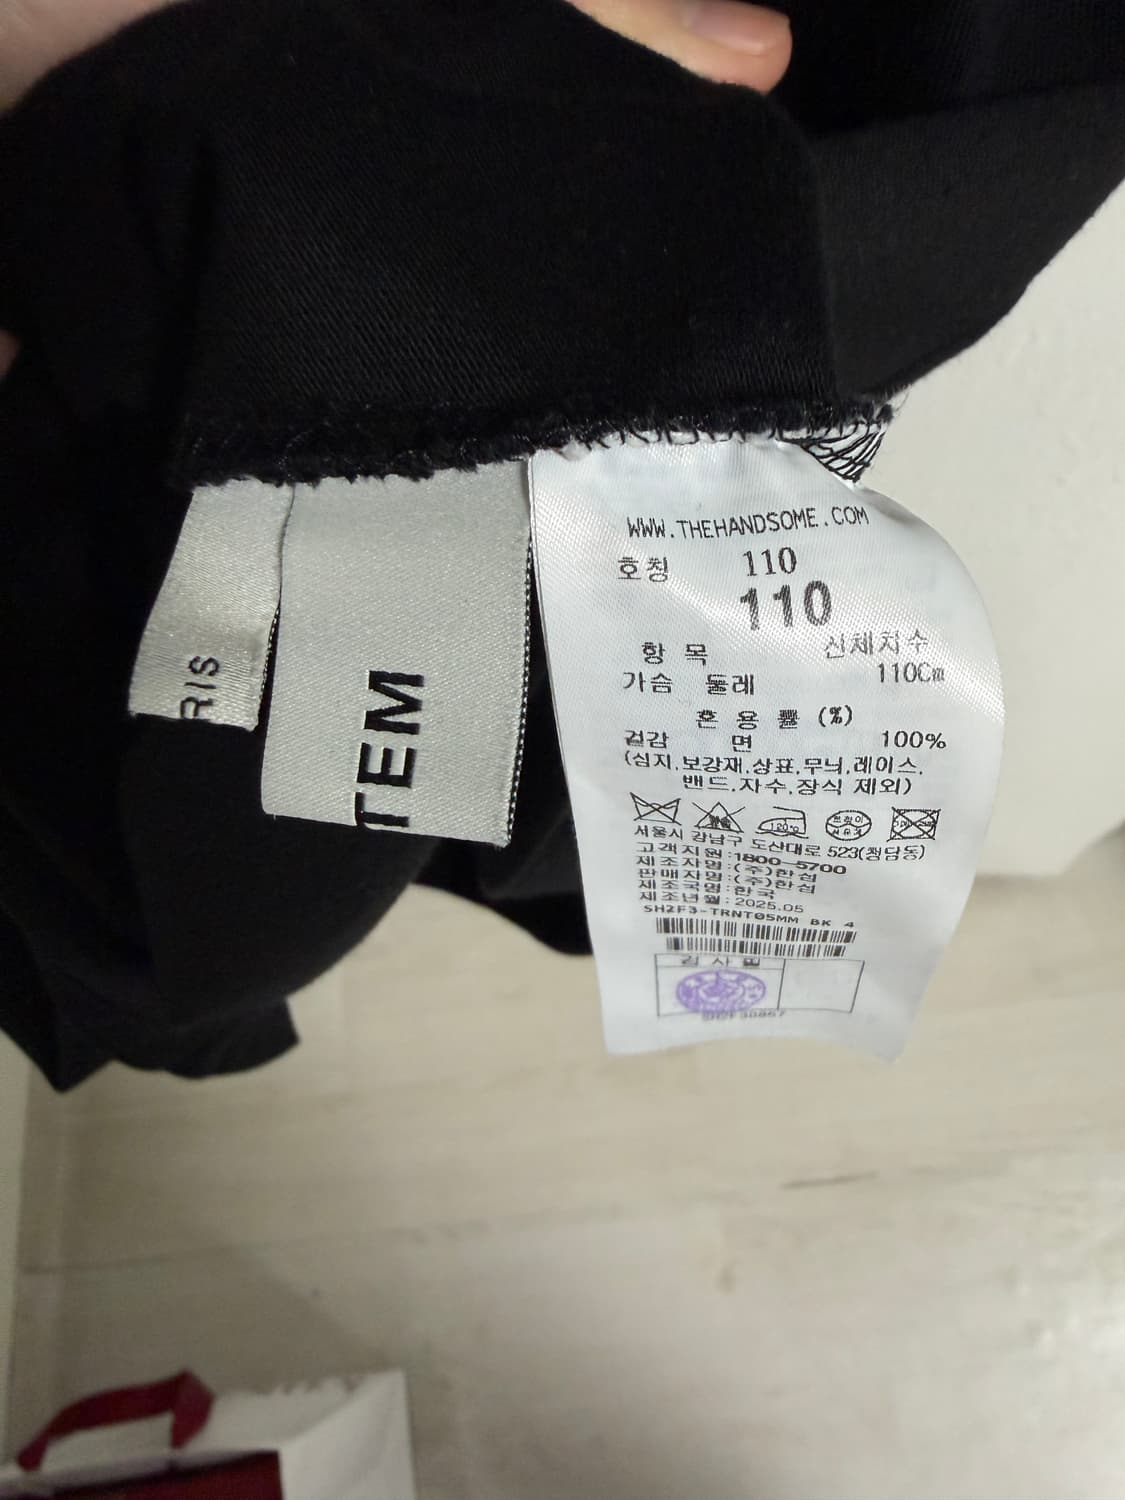 RIS
TEM
WWW.THEHANDSOME.COM
호칭 110
110
항 목 신체치수
가슴 둘레 110Cm
혼 용 률 (%)
겉감 면 100%
(심지.보강재.상표.무늬.레이스.
밴드.자수.장식 제외)
120℃
서울시 강남구 도산대로 523(청담동)
고객지원:1800-5700
제조자명:(주)한섬
판매자명:(주)한섬
제조국명:한국
제조년월:2025.05
SH2F3-TRNT05MM BK 4
검 사 필